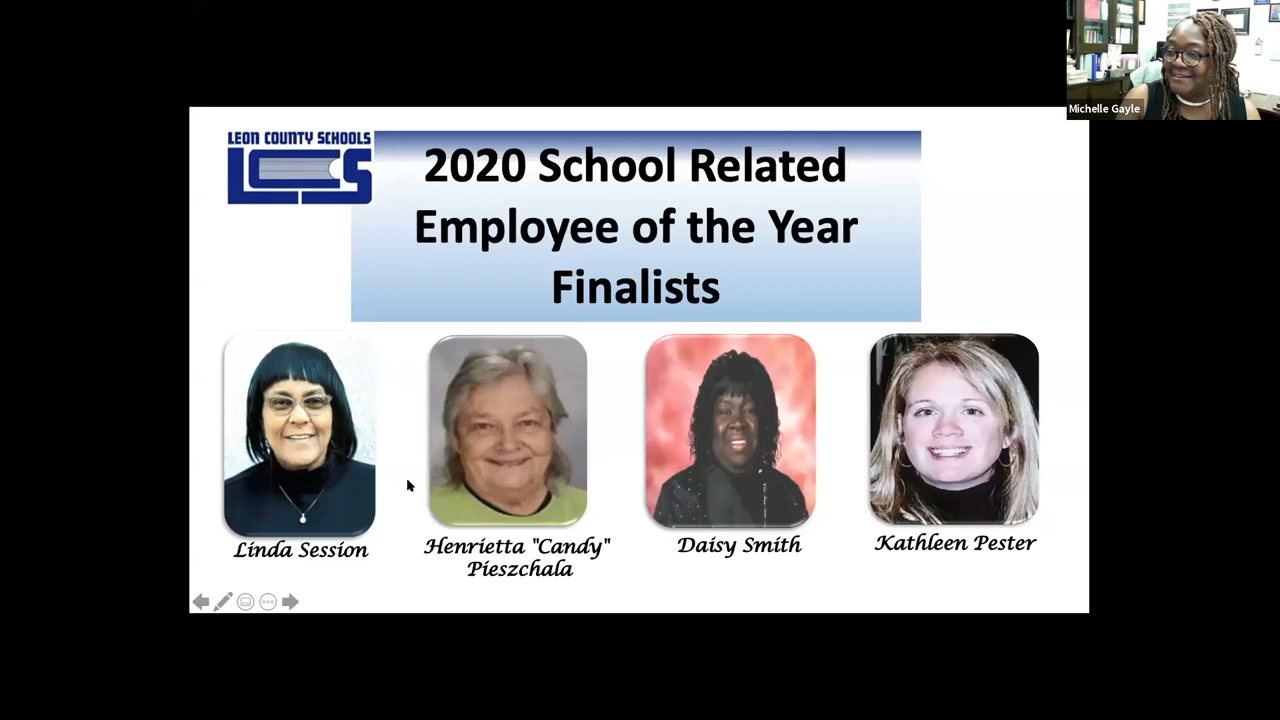 Michelle Gayle
LEON COUNTY SCHOOLS
LCS
2020 School Related
Employee of the Year
Finalists
Linda Session
Henrietta "Candy"
Pieszchala
Daisy Smith
Kathleen Pester